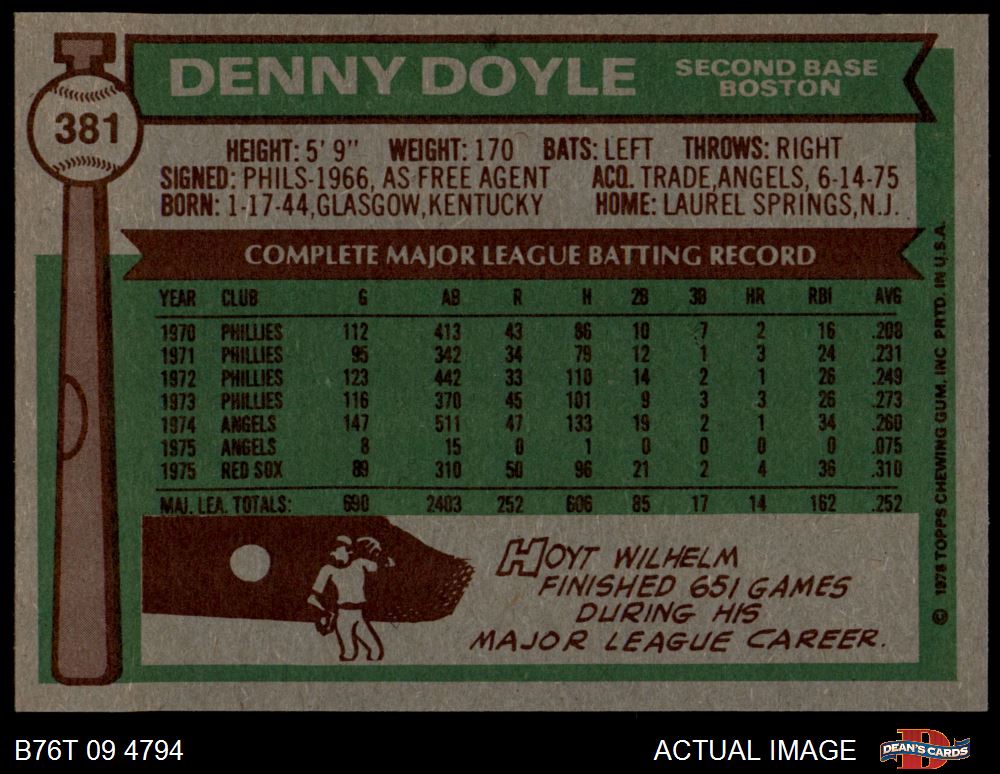 381
DENNY DOYLE
SECOND BASE
BOSTON
HEIGHT: 5' 9" WEIGHT: 170 BATS: LEFT THROWS: RIGHT
SIGNED: PHILS-1966, AS FREE AGENT ACQ. TRADE, ANGELS, 6-14-75
BORN: 1-17-44, GLASGOW, KENTUCKY HOME: LAUREL SPRINGS, N.J.
COMPLETE MAJOR LEAGUE BATTING RECORD
YEAR CLUB G AB R H 2B 3B HR RBI AVG
1970 PHILLIES 112 413 43 86 10 7 2 16 .208
1971 PHILLIES 95 342 34 79 12 1 3 24 .231
1972 PHILLIES 123 442 33 110 14 2 1 26 .249
1973 PHILLIES 116 370 45 101 9 3 3 26 .273
1974 ANGELS 147 511 47 133 19 2 1 34 .260
1975 ANGELS 8 15 0 1 0 0 0 0 .075
1975 RED SOX 89 310 50 96 21 2 4 36 .310
MAJ. LEA. TOTALS: 690 2403 252 606 85 17 14 162 .252
HOYT WILHELM
FINISHED 651 GAMES
DURING HIS
MAJOR LEAGUE CAREER.
© 1976 TOPPS CHEWING GUM, INC PRTD. IN U.S.A.
B76T 09 4794
ACTUAL IMAGE
DEAN'S CARDS